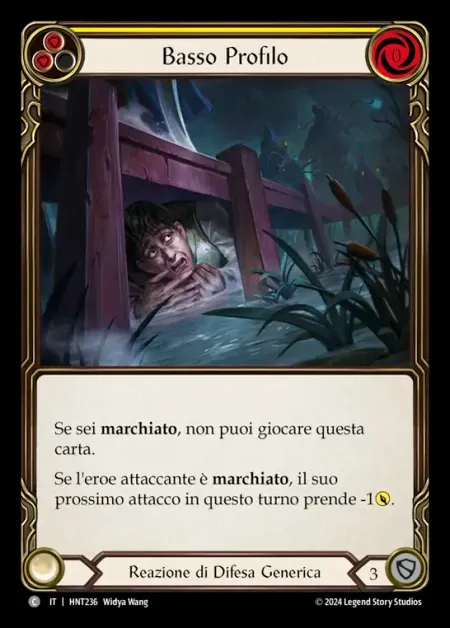 Basso Profilo
0
Se sei marchiato, non puoi giocare questa
carta.
Se l'eroe attaccante è marchiato, il suo
prossimo attacco in questo turno prende -1.
Reazione di Difesa Generica
3
C IT | HNT236 Widya Wang
© 2024 Legend Story Studios